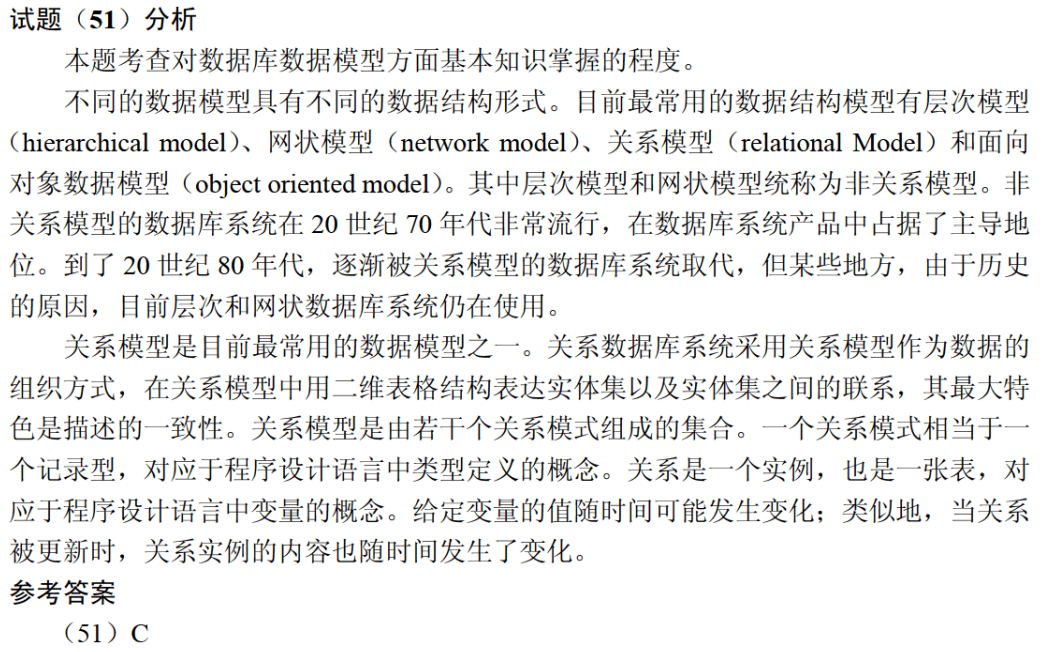 试题（51）分析
本题考查对数据库数据模型方面基本知识掌握的程度。
不同的数据模型具有不同的数据结构形式。目前最常用的数据结构模型有层次模型
（hierarchical model）、网状模型（network model）、关系模型（relational Model）和面向
对象数据模型（object oriented model）。其中层次模型和网状模型统称为非关系模型。非
关系模型的数据库系统在 20 世纪 70 年代非常流行，在数据库系统产品中占据了主导地
位。到了 20 世纪 80 年代，逐渐被关系模型的数据库系统取代，但某些地方，由于历史
的原因，目前层次和网状数据库系统仍在使用。
关系模型是目前最常用的数据模型之一。关系数据库系统采用关系模型作为数据的
组织方式，在关系模型中用二维表格结构表达实体集以及实体集之间的联系，其最大特
色是描述的一致性。关系模型是由若干个关系模式组成的集合。一个关系模式相当于一
个记录型，对应于程序设计语言中类型定义的概念。关系是一个实例，也是一张表，对
应于程序设计语言中变量的概念。给定变量的值随时间可能发生变化；类似地，当关系
被更新时，关系实例的内容也随时间发生了变化。
参考答案
（51）C